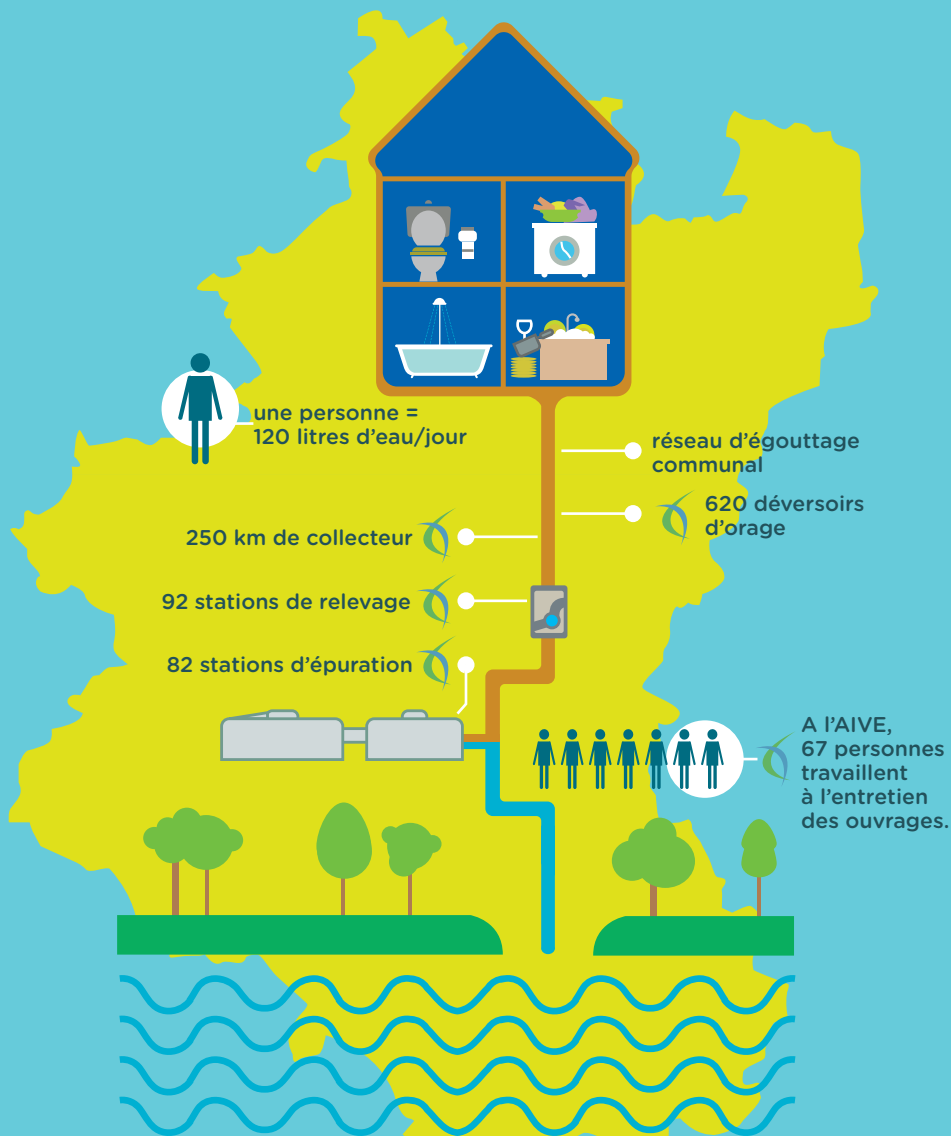 une personne =
120 litres d'eau/jour
réseau d'égouttage
communal
620 déversoirs
d'orage
250 km de collecteur
92 stations de relevage
82 stations d'épuration
A l'AIVE,
67 personnes
travaillent
à l'entretien
des ouvrages.